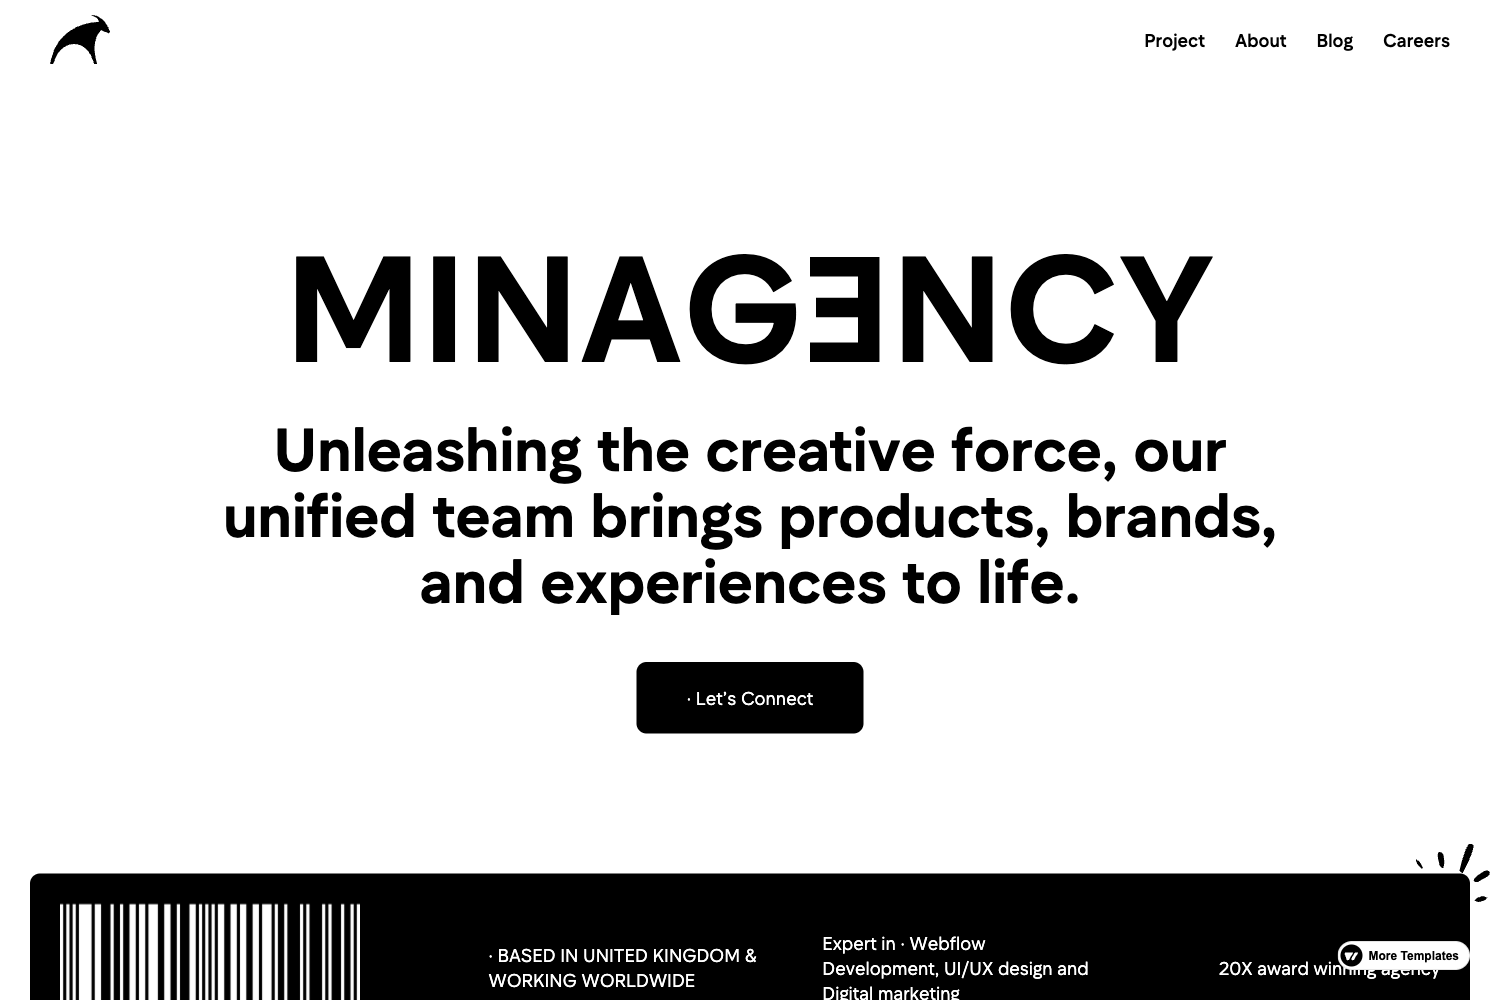 Project About Blog Careers
MINAGƎNCY
Unleashing the creative force, our
unified team brings products, brands,
and experiences to life.
· Let's Connect
· BASED IN UNITED KINGDOM &
WORKING WORLDWIDE
Expert in · Webflow
Development, UI/UX design and
Digital marketing
20X award winning agency
More Templates